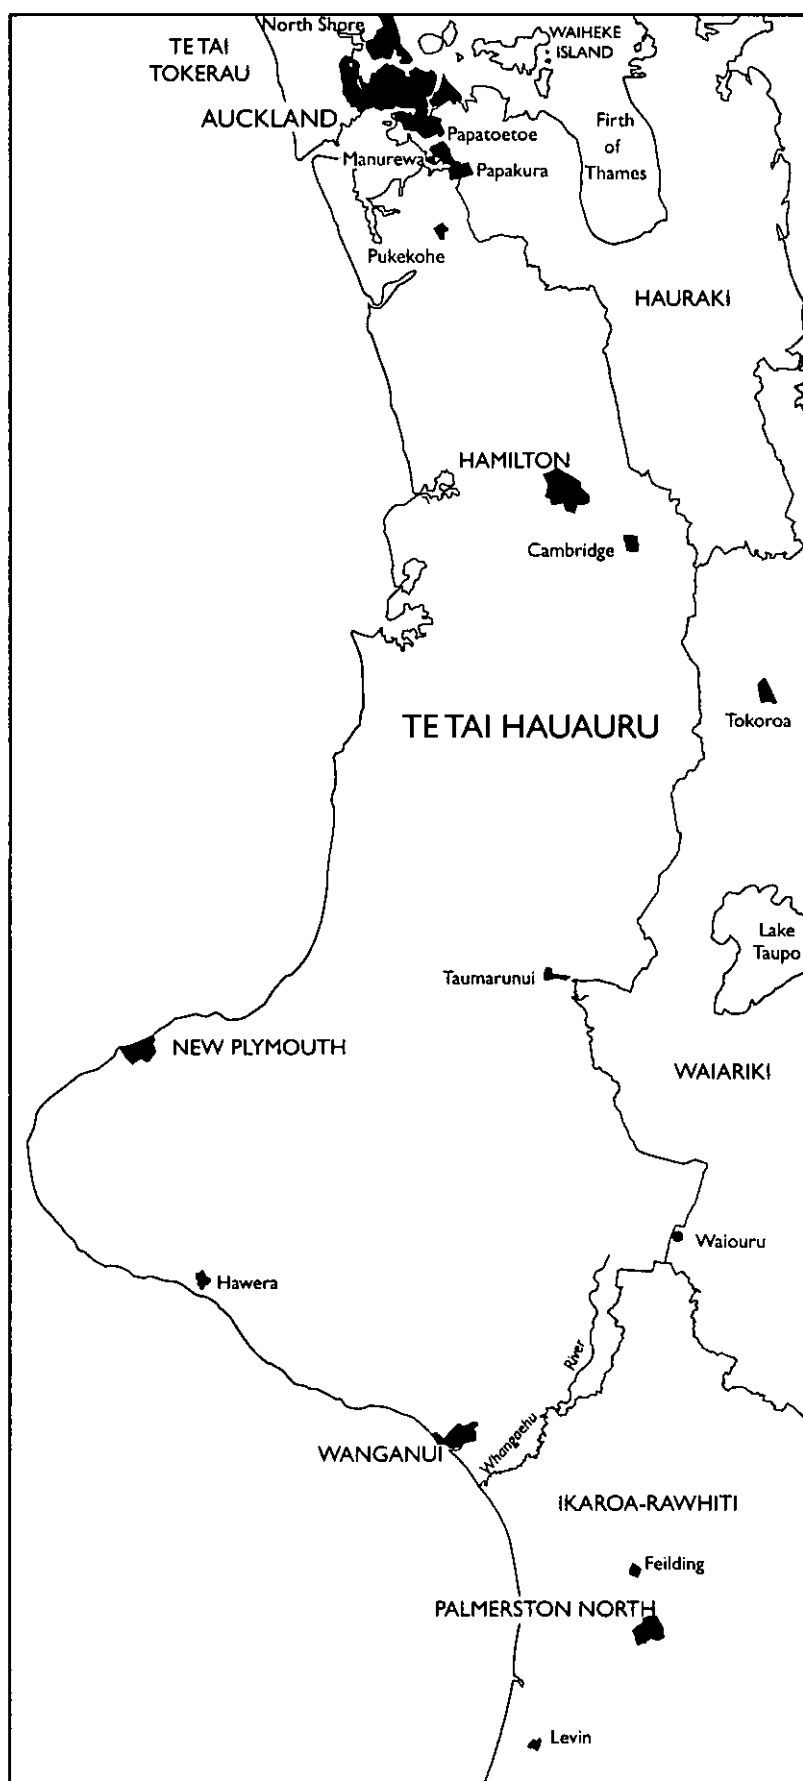 North Shore
WAIHEKE
ISLAND
TE TAI
TOKERAU
AUCKLAND
Papatoetoe
Firth
of
Thames
Manurewa
Papakura
Pukekohe
HAURAKI
HAMILTON
Cambridge
TE TAI HAUAURU
Tokoroa
Lake
Taupo
Taumarunui
NEW PLYMOUTH
WAIARIKI
Waiouru
Hawera
River
Whangaehu
WANGANUI
IKAROA-RAWHITI
Feilding
PALMERSTON NORTH
Levin